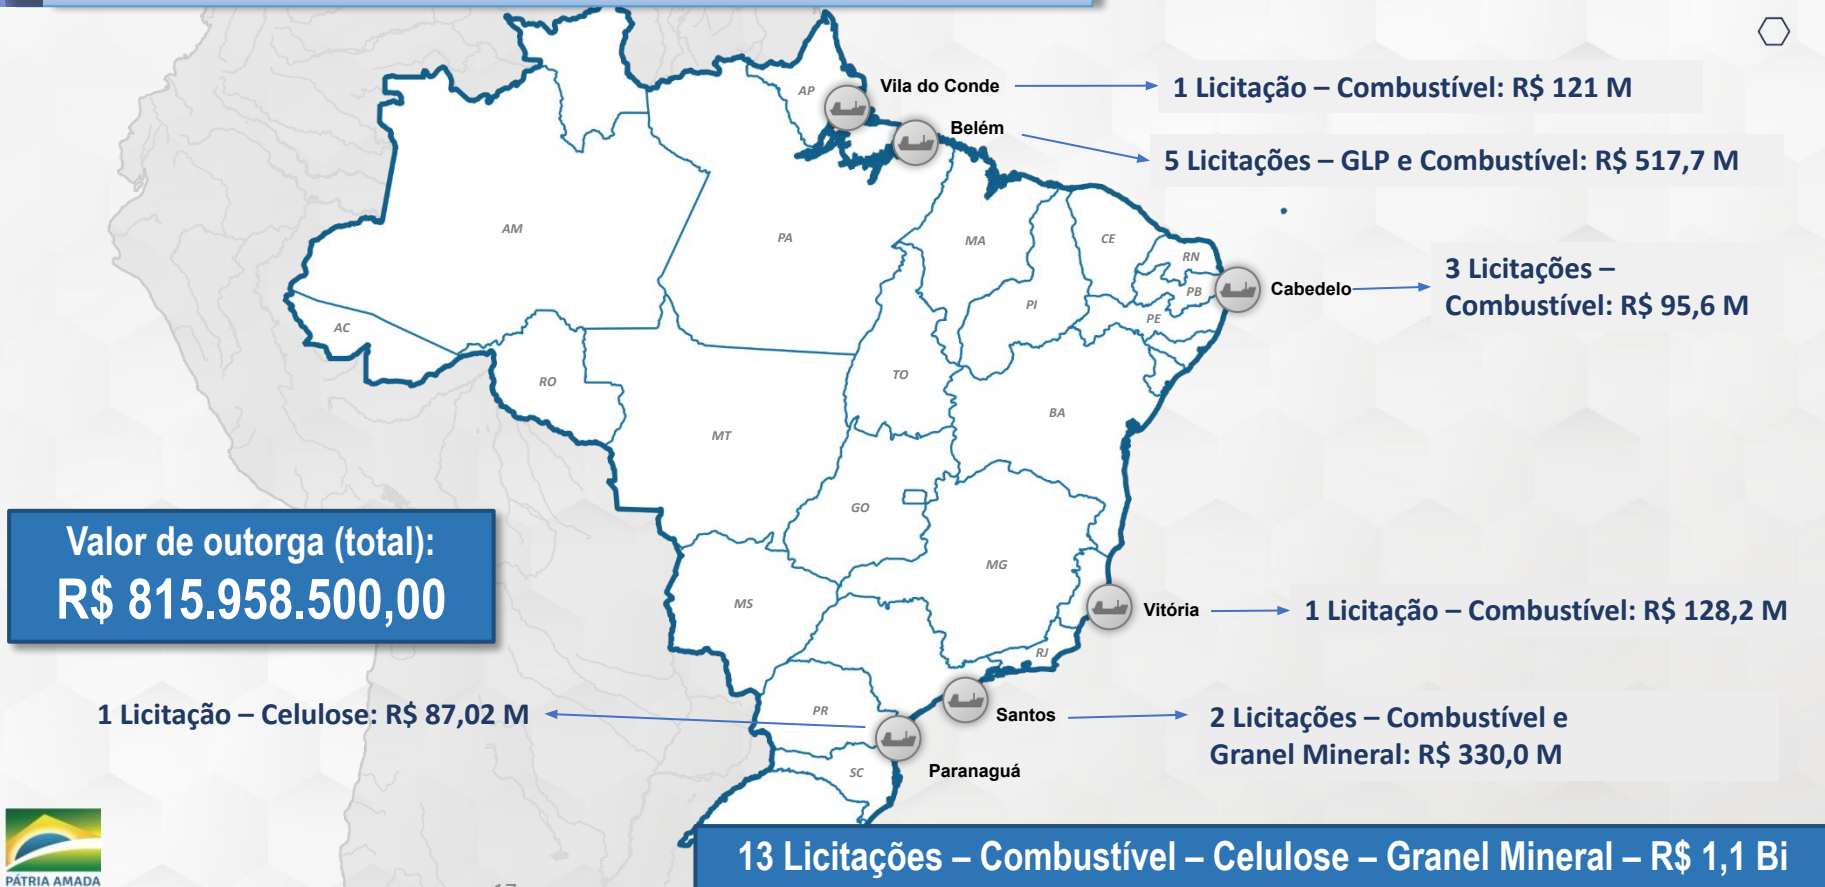 Vila do Conde
1 Licitação – Combustível: R$ 121 M
Belém
5 Licitações – GLP e Combustível: R$ 517,7 M
AP
AM
PA
MA
CE
RN
PB
PE
PI
AC
RO
TO
BA
MT
GO
MG
MS
RJ
PR
SC
Cabedelo
3 Licitações –
Combustível: R$ 95,6 M
Valor de outorga (total):
R$ 815.958.500,00
Vitória
1 Licitação – Combustível: R$ 128,2 M
1 Licitação – Celulose: R$ 87,02 M
Santos
2 Licitações – Combustível e
Granel Mineral: R$ 330,0 M
Paranaguá
13 Licitações – Combustível – Celulose – Granel Mineral – R$ 1,1 Bi
PÁTRIA AMADA